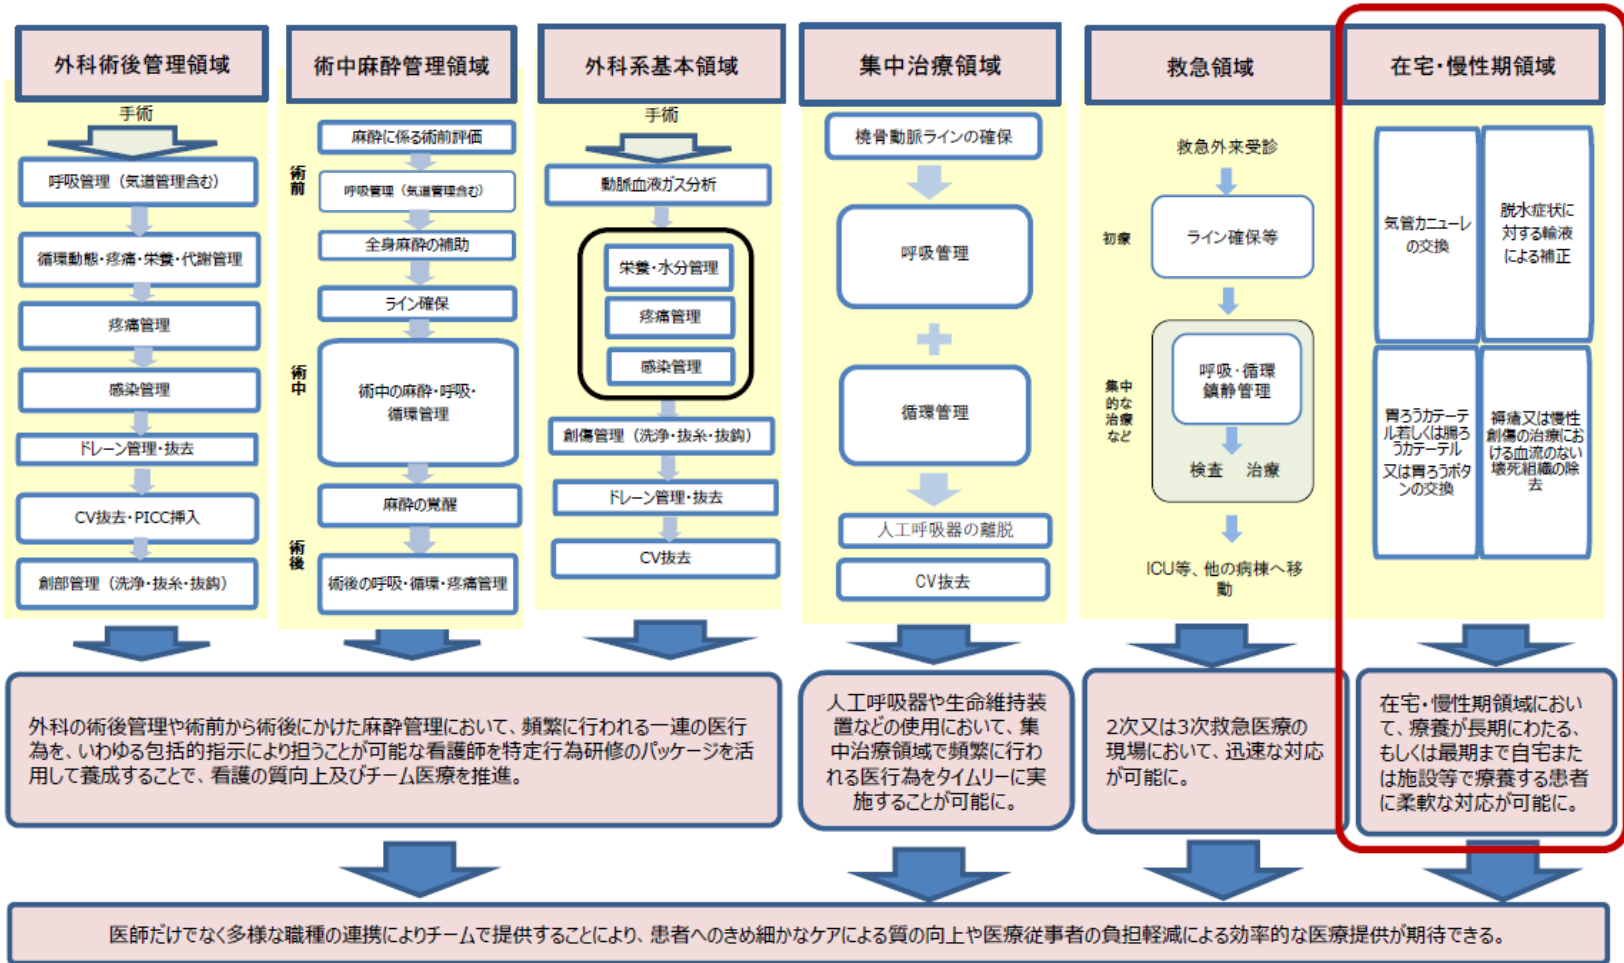 外科術後管理領域
手術
呼吸管理（気道管理含む）
循環動態・疼痛・栄養・代謝管理
疼痛管理
感染管理
ドレーン管理・抜去
CV抜去・PICC挿入
創部管理（洗浄・抜糸・抜鈎）
術中麻酔管理領域
術前
麻酔に係る術前評価
呼吸管理（気道管理含む）
全身麻酔の補助
ライン確保
術中
術中の麻酔・呼吸・
循環管理
麻酔の覚醒
術後
術後の呼吸・循環・疼痛管理
外科系基本領域
手術
動脈血液ガス分析
栄養・水分管理
疼痛管理
感染管理
創傷管理（洗浄・抜糸・抜鈎）
ドレーン管理・抜去
CV抜去
集中治療領域
橈骨動脈ラインの確保
呼吸管理
循環管理
人工呼吸器の離脱
CV抜去
救急領域
救急外来受診
初療
ライン確保等
集中
的な
治療
など
呼吸・循環
鎮静管理
検査 治療
ICU等、他の病棟へ移
動
在宅・慢性期領域
気管カニューレ
の交換
脱水症状に
対する輸液
による補正
胃ろうカテーテ
ル若しくは腸ろ
うカテーテル
又は胃ろうボタ
ンの交換
褥瘡又は慢性
創傷の治療にお
ける血流のない
壊死組織の除
去
外科の術後管理や術前から術後にかけた麻酔管理において、頻繁に行われる一連の医行
為を、いわゆる包括的指示により担うことが可能な看護師を特定行為研修のパッケージを活
用して養成することで、看護の質向上及びチーム医療を推進。
人工呼吸器や生命維持装
置などの使用において、集
中治療領域で頻繁に行わ
れる医行為をタイムリーに実
施することが可能に。
2次又は3次救急医療の
現場において、迅速な対応
が可能に。
在宅・慢性期領域におい
て、療養が長期にわたる、
もしくは最期まで自宅また
は施設等で療養する患者
に柔軟な対応が可能に。
医師だけでなく多様な職種の連携によりチームで提供することにより、患者へのきめ細かなケアによる質の向上や医療従事者の負担軽減による効率的な医療提供が期待できる。